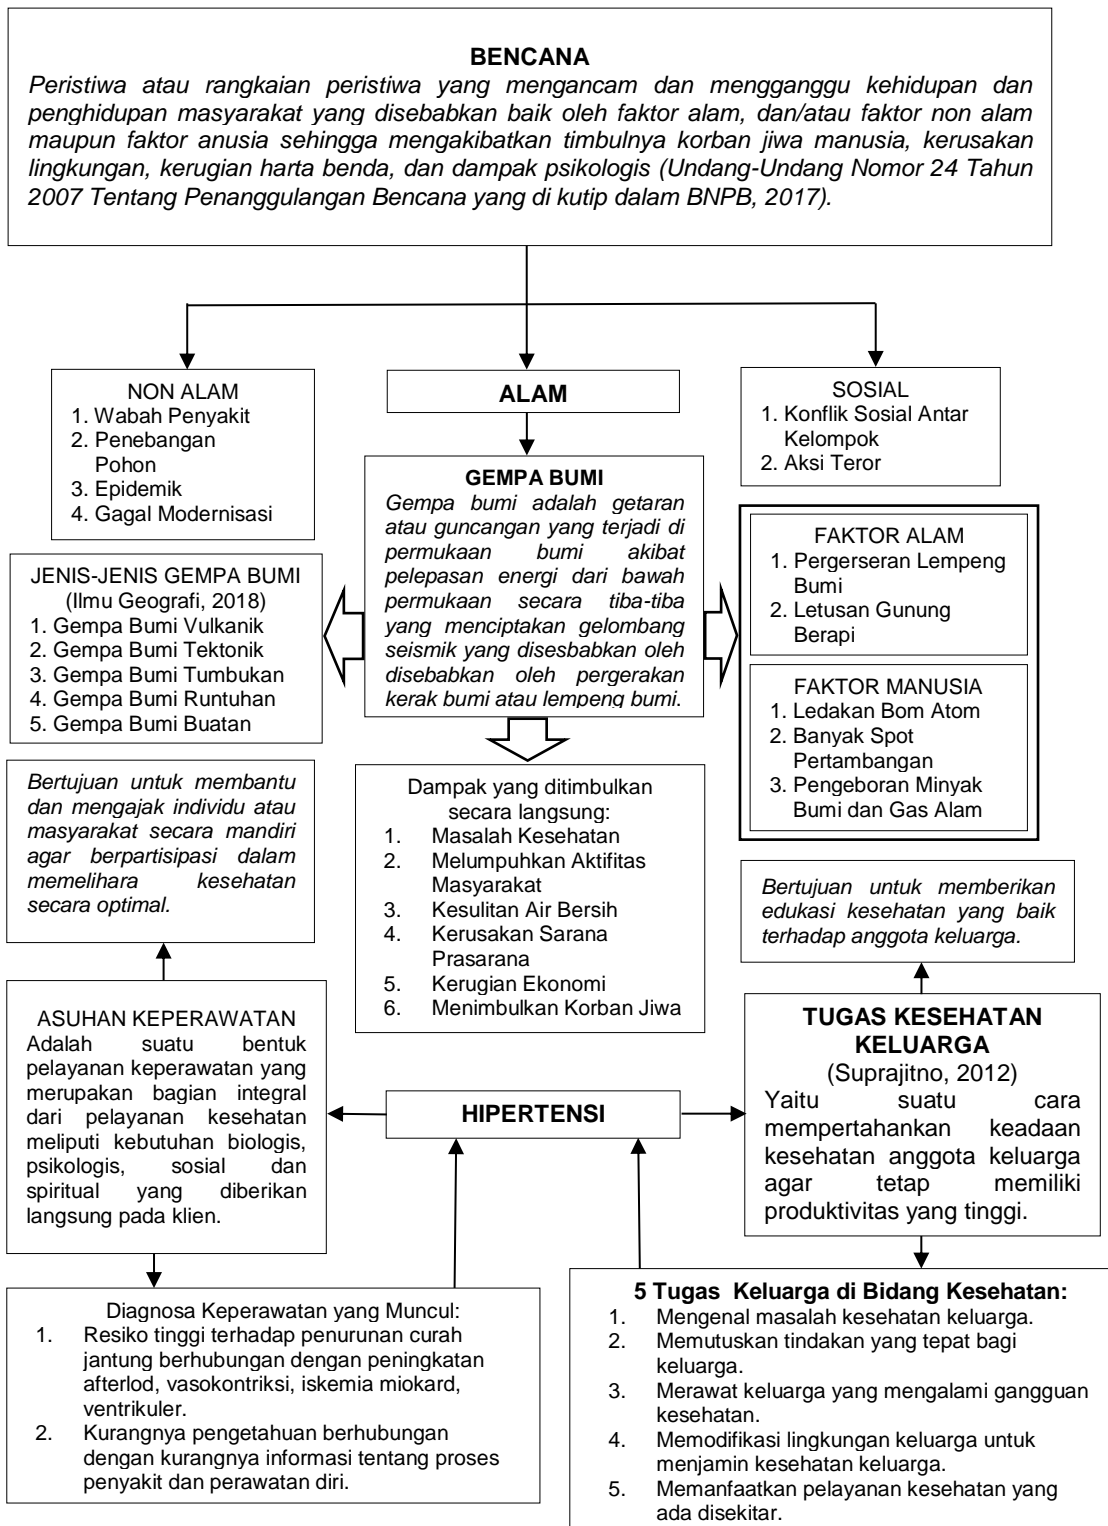 BENCANA
Peristiwa atau rangkaian peristiwa yang mengancam dan mengganggu kehidupan dan
penghidupan masyarakat yang disebabkan baik oleh faktor alam, dan/atau faktor non alam
maupun faktor anusia sehingga mengakibatkan timbulnya korban jiwa manusia, kerusakan
lingkungan, kerugian harta benda, dan dampak psikologis (Undang-Undang Nomor 24 Tahun
2007 Tentang Penanggulangan Bencana yang di kutip dalam BNPB, 2017).
NON ALAM
1. Wabah Penyakit
2. Penebangan
Pohon
3. Epidemik
4. Gagal Modernisasi
ALAM
SOSIAL
1. Konflik Sosial Antar
Kelompok
2. Aksi Teror
GEMPA BUMI
Gempa bumi adalah getaran
atau guncangan yang terjadi di
permukaan bumi akibat
pelepasan energi dari bawah
permukaan secara tiba-tiba
yang menciptakan gelombang
seismik yang disesbabkan oleh
disebabkan oleh pergerakan
kerak bumi atau lempeng bumi.
JENIS-JENIS GEMPA BUMI
(Ilmu Geografi, 2018)
1. Gempa Bumi Vulkanik
2. Gempa Bumi Tektonik
3. Gempa Bumi Tumbukan
4. Gempa Bumi Runtuhan
5. Gempa Bumi Buatan
FAKTOR ALAM
1. Pergerseran Lempeng
Bumi
2. Letusan Gunung
Berapi
FAKTOR MANUSIA
1. Ledakan Bom Atom
2. Banyak Spot
Pertambangan
3. Pengeboran Minyak
Bumi dan Gas Alam
Bertujuan untuk membantu
dan mengajak individu atau
masyarakat secara mandiri
agar berpartisipasi dalam
memelihara kesehatan
secara optimal.
Dampak yang ditimbulkan
secara langsung:
1. Masalah Kesehatan
2. Melumpuhkan Aktifitas
Masyarakat
3. Kesulitan Air Bersih
4. Kerusakan Sarana
Prasarana
5. Kerugian Ekonomi
6. Menimbulkan Korban Jiwa
Bertujuan untuk memberikan
edukasi kesehatan yang baik
terhadap anggota keluarga.
ASUHAN KEPERAWATAN
Adalah suatu bentuk
pelayanan keperawatan yang
merupakan bagian integral
dari pelayanan kesehatan
meliputi kebutuhan biologis,
psikologis, sosial dan
spiritual yang diberikan
langsung pada klien.
HIPERTENSI
TUGAS KESEHATAN
KELUARGA
(Suprajitno, 2012)
Yaitu suatu cara
mempertahankan keadaan
kesehatan anggota keluarga
agar tetap memiliki
produktivitas yang tinggi.
Diagnosa Keperawatan yang Muncul:
1. Resiko tinggi terhadap penurunan curah
jantung berhubungan dengan peningkatan
afterlod, vasokontriksi, iskemia miokard,
ventrikuler.
2. Kurangnya pengetahuan berhubungan
dengan kurangnya informasi tentang proses
penyakit dan perawatan diri.
5 Tugas Keluarga di Bidang Kesehatan:
1. Mengenal masalah kesehatan keluarga.
2. Memutuskan tindakan yang tepat bagi
keluarga.
3. Merawat keluarga yang mengalami gangguan
kesehatan.
4. Memodifikasi lingkungan keluarga untuk
menjamin kesehatan keluarga.
5. Memanfaatkan pelayanan kesehatan yang
ada disekitar.